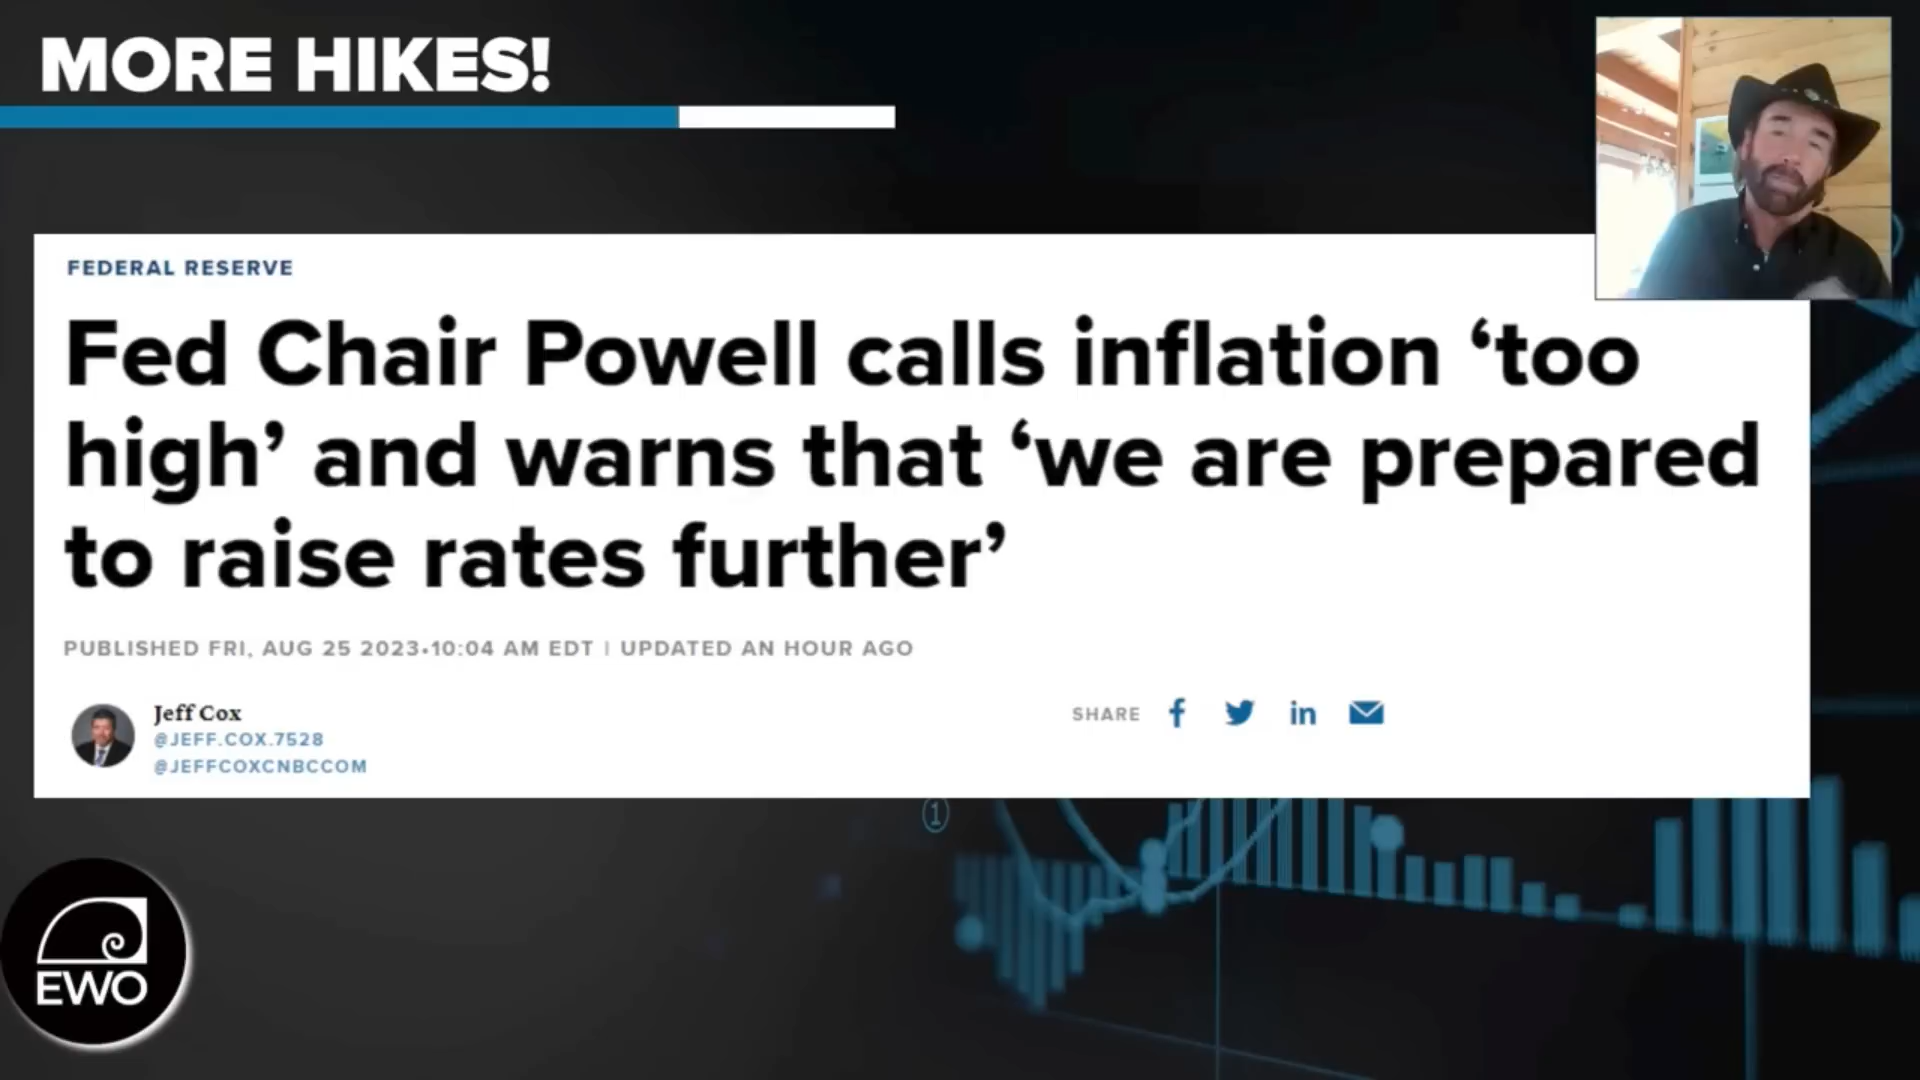 MORE HIKES!
FEDERAL RESERVE
Fed Chair Powell calls inflation ‘too
high’ and warns that ‘we are prepared
to raise rates further’
PUBLISHED FRI, AUG 25 2023•10:04 AM EDT | UPDATED AN HOUR AGO
Jeff Cox
@JEFF.COX.7528
@JEFFCOXCNBCCOM
SHARE
1
EWO